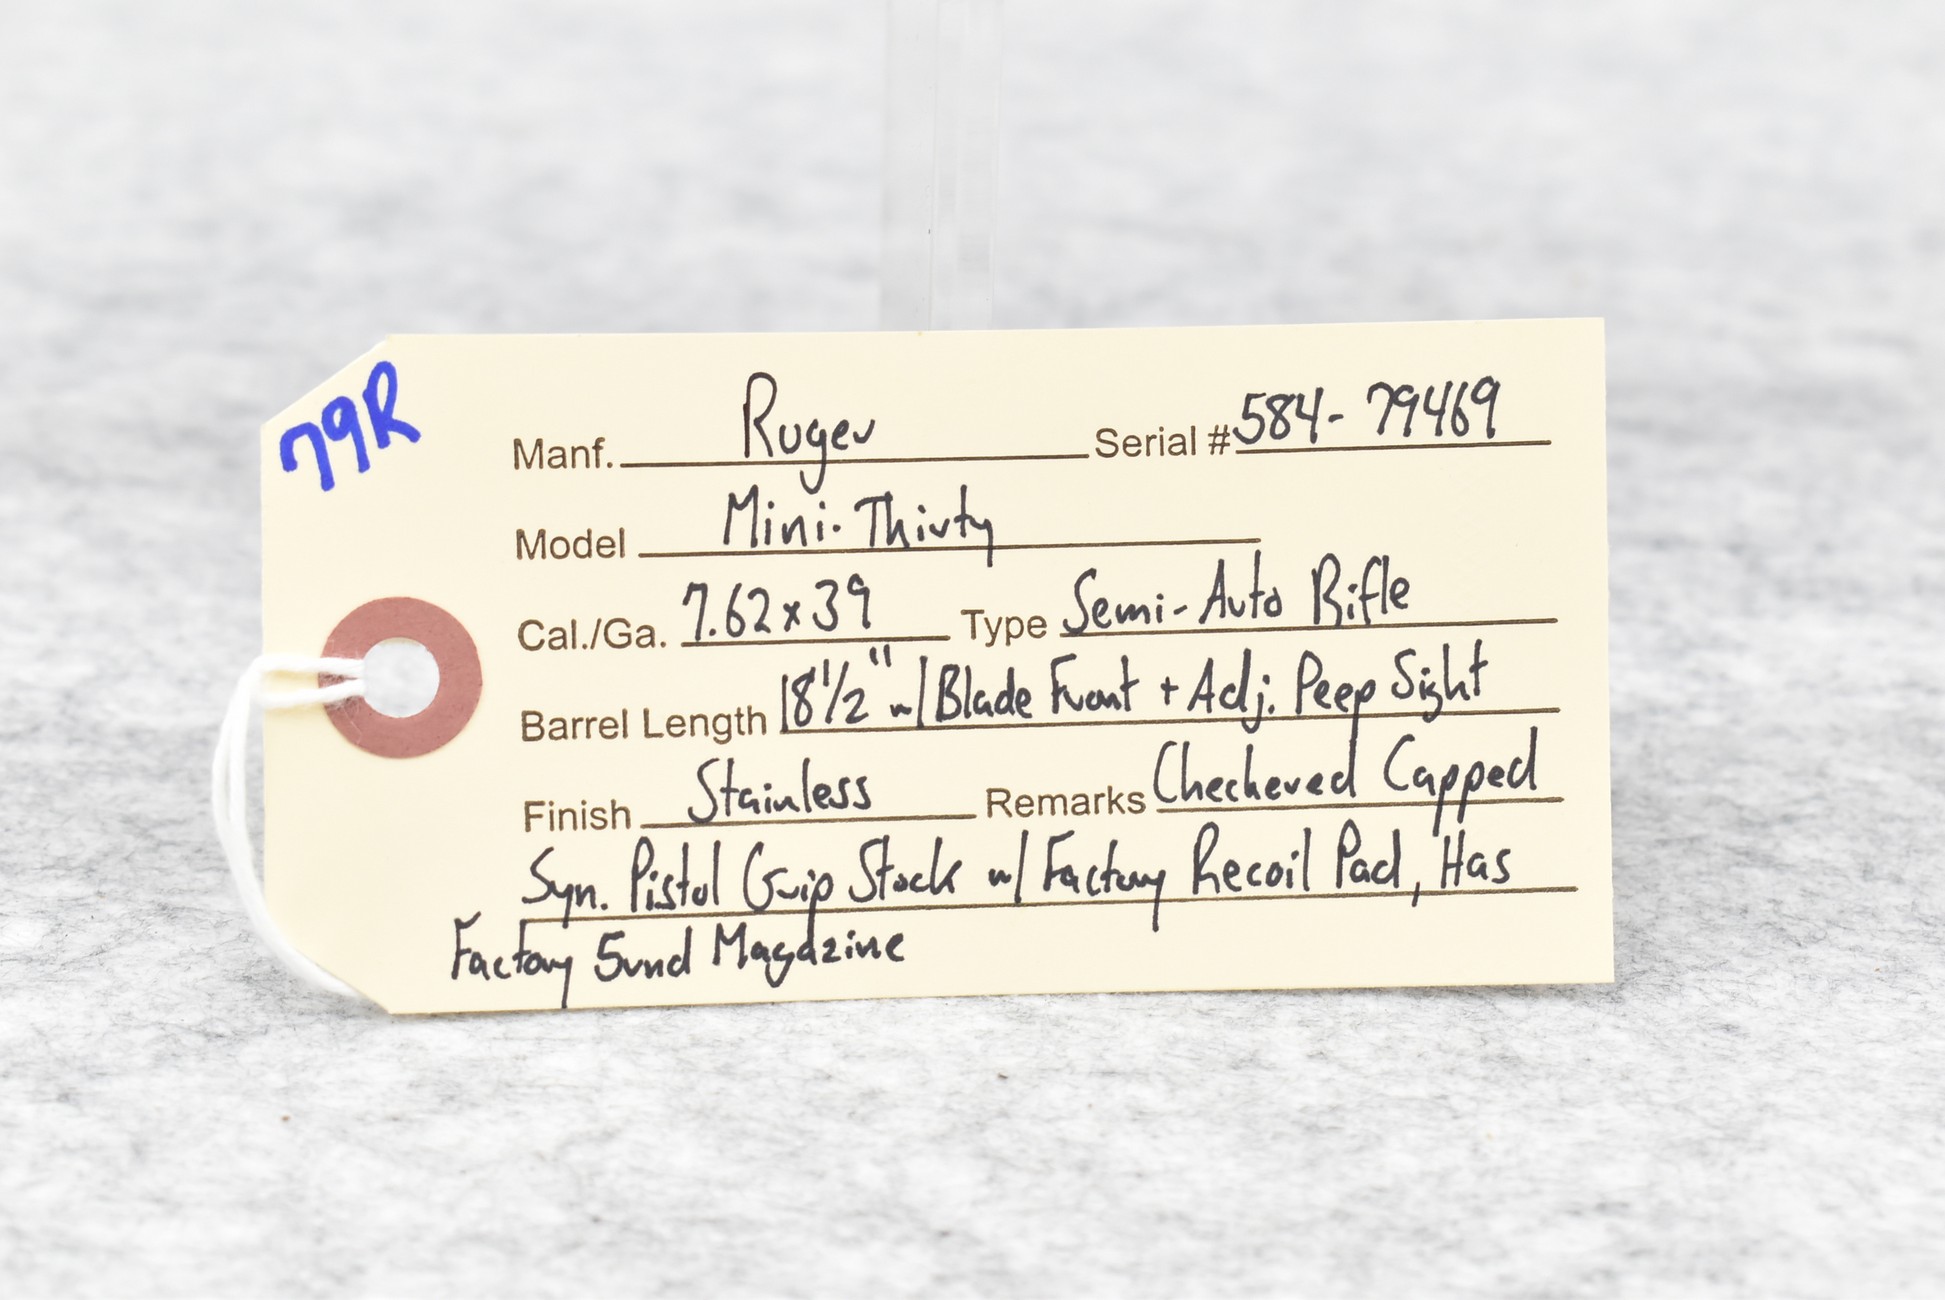 79R
Manf. Ruger Serial # 584-79469
Model Mini-Thirty
Cal./Ga. 7.62x39 Type Semi-Auto Rifle
Barrel Length 18 1/2" w/ Blade Front + Adj. Peep Sight
Finish Stainless Remarks Checkered Capped
Syn. Pistol Grip Stock w/ Factory Recoil Pad, Has
Factory 5rnd Magazine